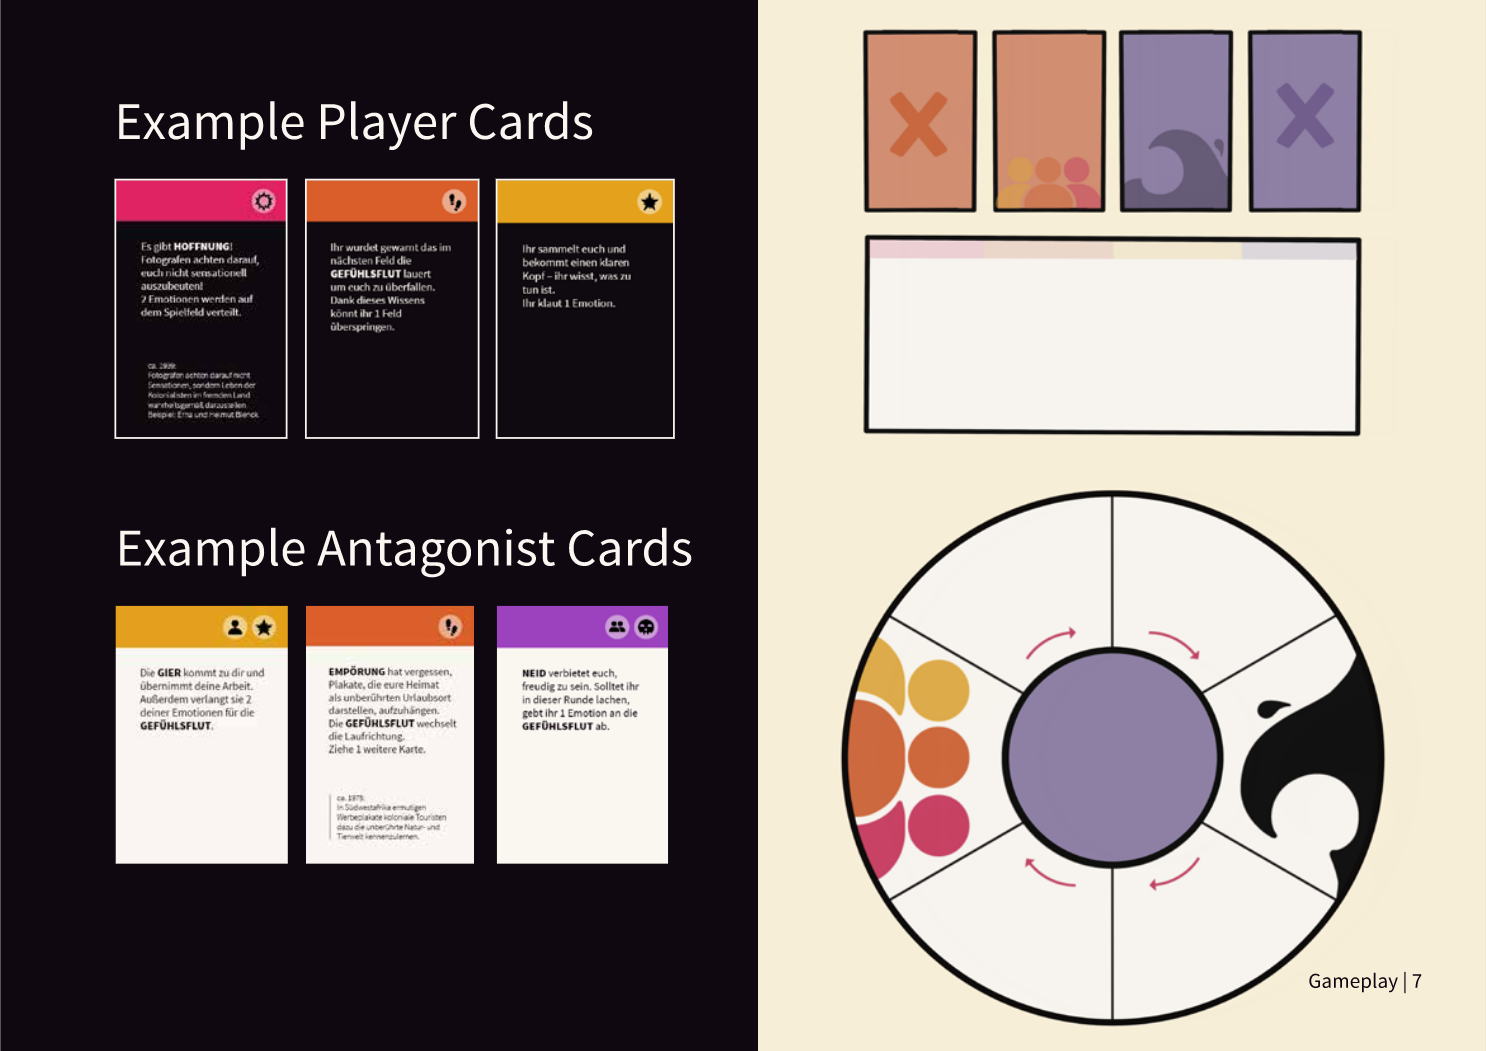 Example Player Cards
Es gibt HOFFNUNG!
Fotografen achten darauf,
euch nicht sensationell
auszubeuten!
2 Emotionen werden auf
dem Spielfeld verteilt.
ca. 1939:
Fotografen achten darauf nicht
Sensationen, sondern Leben der
Kolonialisten im fremden Land
wahrheitsgemäß darzustellen.
Beispiel: Erna und Helmut Blenck.
Ihr wurdet gewarnt das im
nächsten Feld die
GEFÜHLSFLUT lauert
um euch zu überfallen.
Dank dieses Wissens
könnt ihr 1 Feld
überspringen.
Ihr sammelt euch und
bekommt einen klaren
Kopf – ihr wisst, was zu
tun ist.
Ihr klaut 1 Emotion.
Example Antagonist Cards
Die GIER kommt zu dir und
übernimmt deine Arbeit.
Außerdem verlangt sie 2
deiner Emotionen für die
GEFÜHLSFLUT.
EMPÖRUNG hat vergessen,
Plakate, die eure Heimat
als unberührten Urlaubsort
darstellen, aufzuhängen.
Die GEFÜHLSFLUT wechselt
die Laufrichtung.
Ziehe 1 weitere Karte.
ca. 1979:
In Südwestafrika ermutigen
Werbeplakate koloniale Touristen
dazu die unberührte Natur- und
Tierwelt kennenzulernen.
NEID verbietet euch,
freudig zu sein. Solltet ihr
in dieser Runde lachen,
gebt ihr 1 Emotion an die
GEFÜHLSFLUT ab.
Gameplay | 7